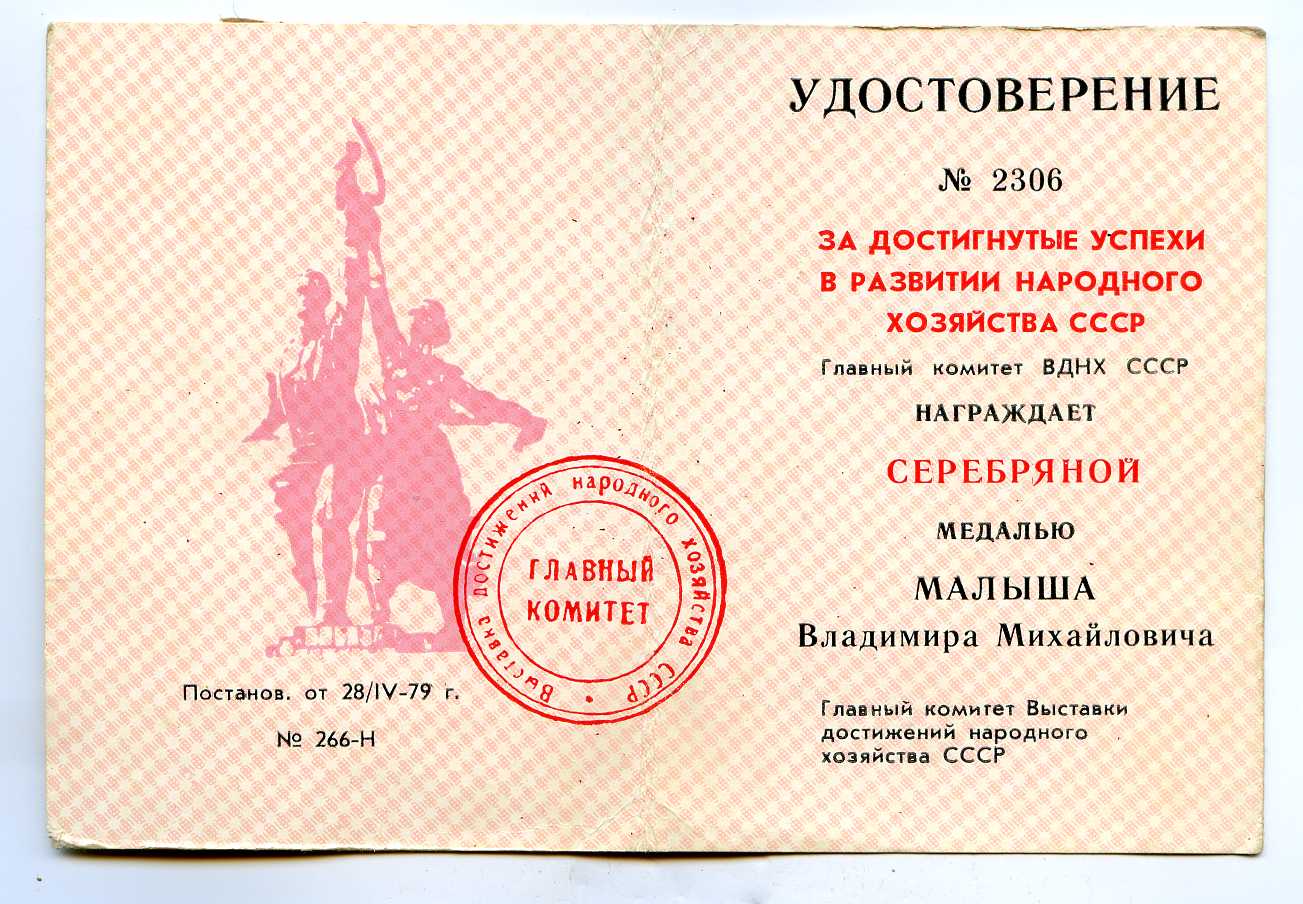 Постанов. от 28/IV-79 г.
№ 266-Н
Выставка достижений народного хозяйства СССР
ГЛАВНЫЙ
КОМИТЕТ
УДОСТОВЕРЕНИЕ
№ 2306
ЗА ДОСТИГНУТЫЕ УСПЕХИ
В РАЗВИТИИ НАРОДНОГО
ХОЗЯЙСТВА СССР
Главный комитет ВДНХ СССР
НАГРАЖДАЕТ
СЕРЕБРЯНОЙ
МЕДАЛЬЮ
МАЛЫША
Владимира Михайловича
Главный комитет Выставки
достижений народного
хозяйства СССР